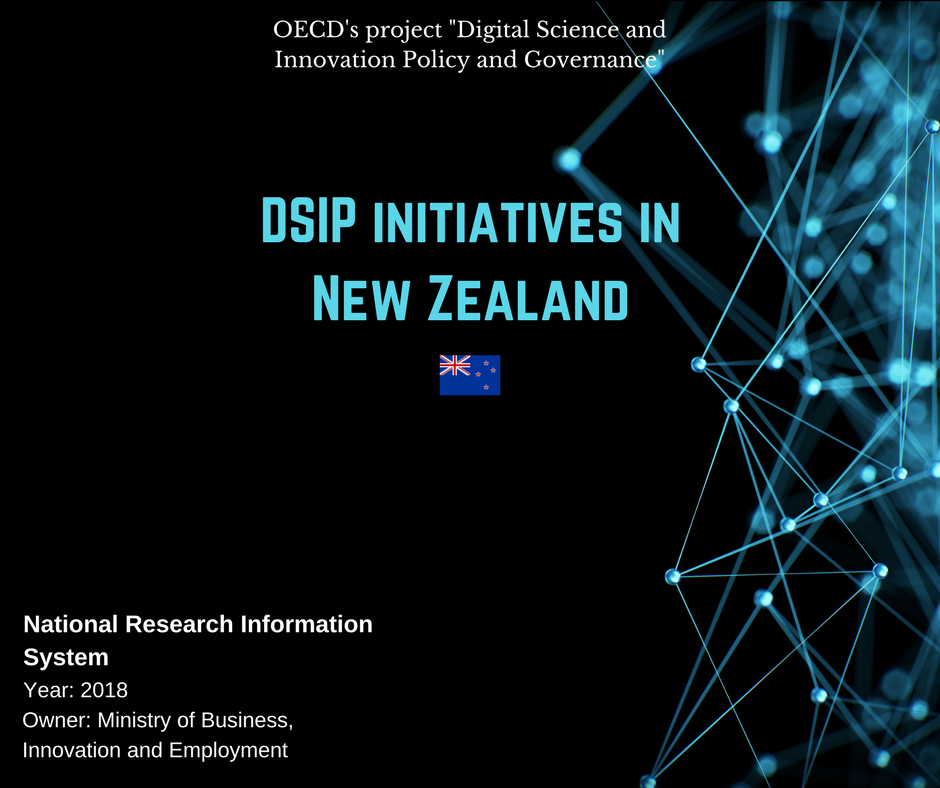 OECD's project "Digital Science and
Innovation Policy and Governance"
DSIP INITIATIVES IN
NEW ZEALAND
National Research Information
System
Year: 2018
Owner: Ministry of Business,
Innovation and Employment